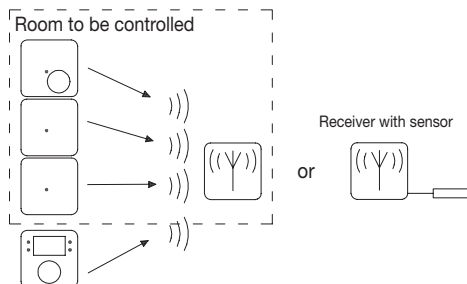 Room to be controlled
Receiver with sensor
or